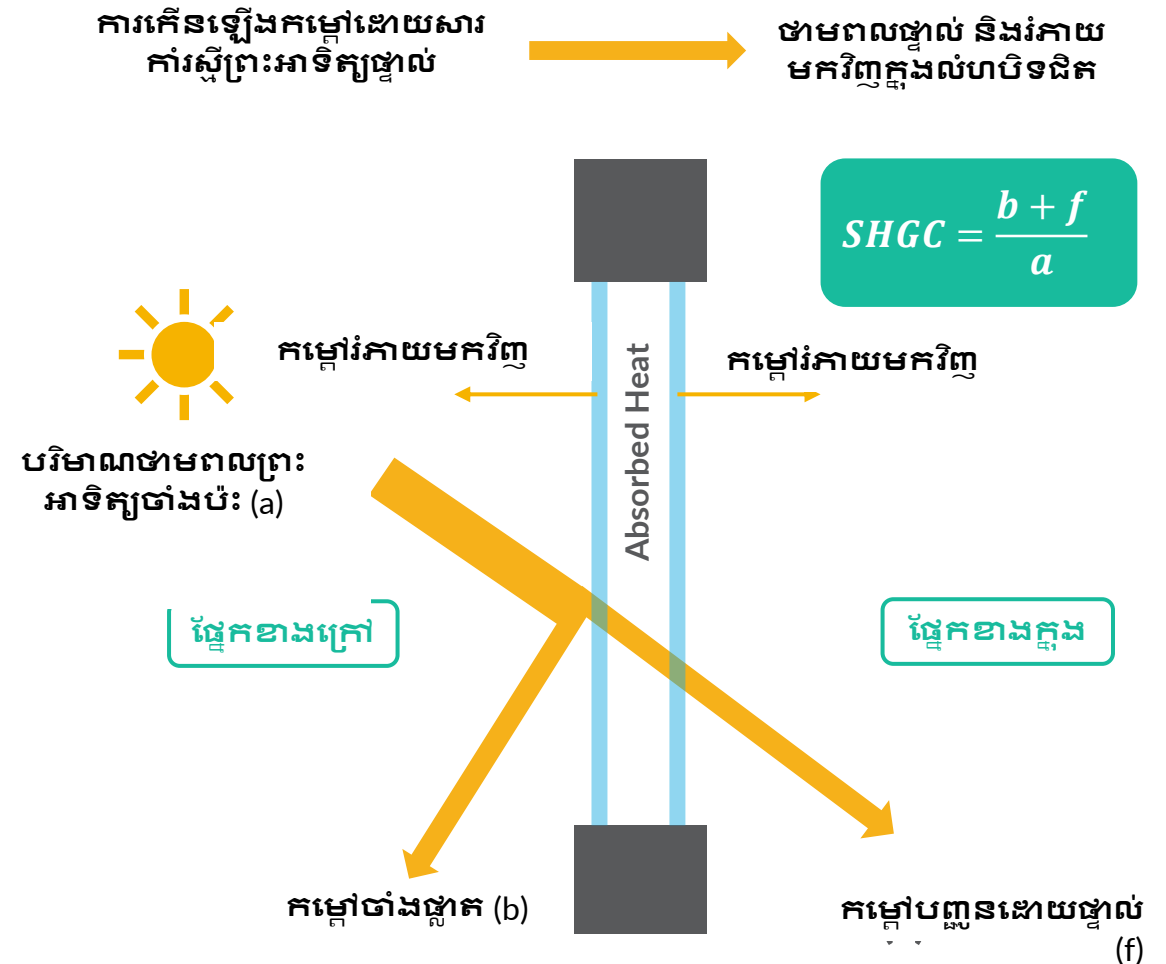 ការកើនឡើងកម្ដៅដោយសារ
កាំរស្មីព្រះអាទិត្យផ្ទាល់
ថាមពលផ្ទាល់ និងរំភាយ
មកវិញក្នុងលំហបិទជិត
SHGC = (b + f) / a
កម្ដៅរំភាយមកវិញ
កម្ដៅរំភាយមកវិញ
Absorbed Heat
បរិមាណថាមពលព្រះ
អាទិត្យចាំងប៉ះ (a)
ផ្នែកខាងក្រៅ
ផ្នែកខាងក្នុង
កម្ដៅចាំងផ្លាត (b)
កម្ដៅបញ្ជូនដោយផ្ទាល់
(f)